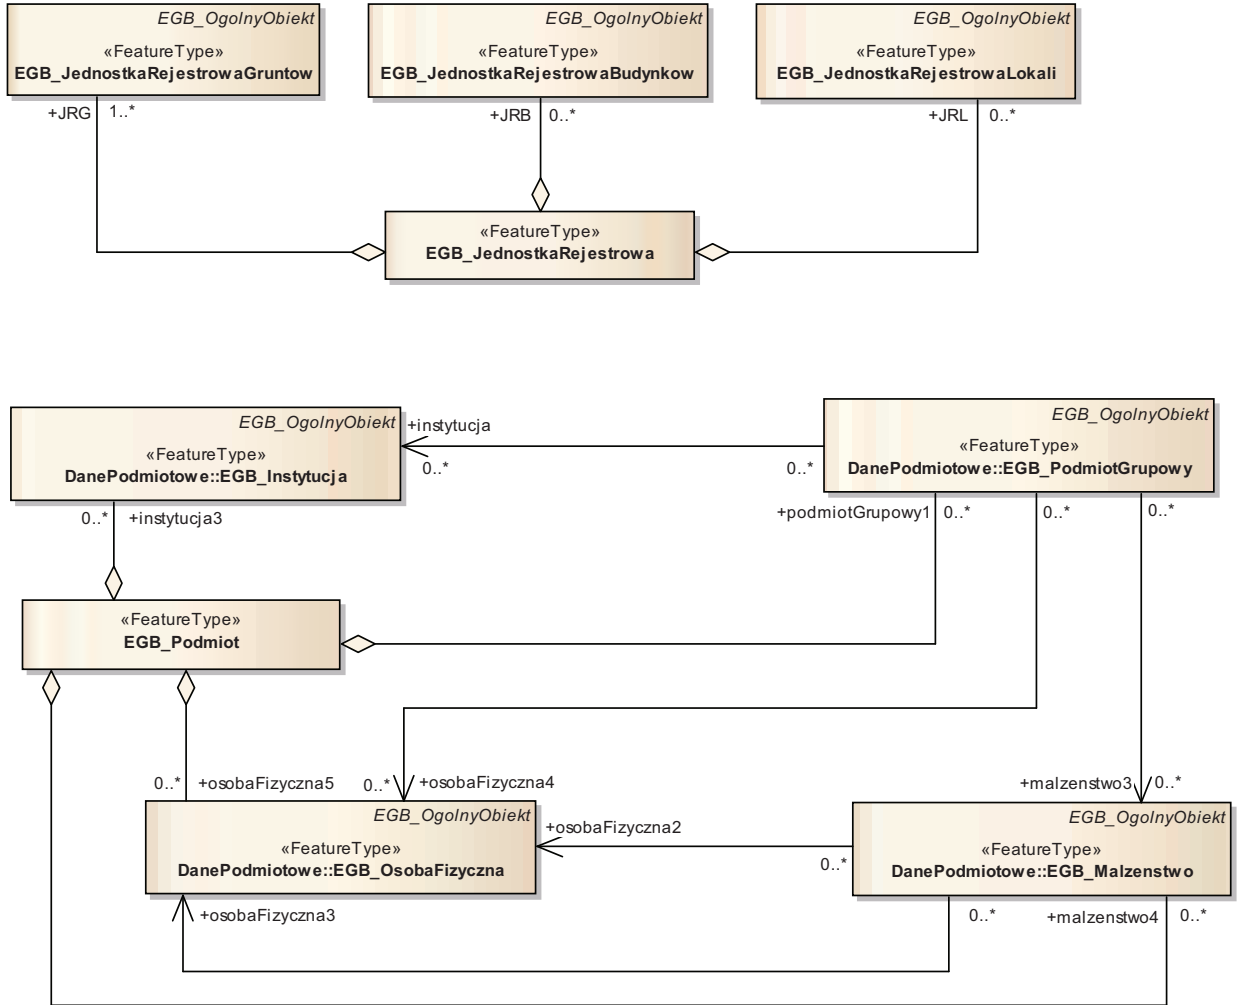 EGB_OgolnyObiekt
«FeatureType»
EGB_JednostkaRejestrowaGruntow
EGB_OgolnyObiekt
«FeatureType»
EGB_JednostkaRejestrowaBudynkow
EGB_OgolnyObiekt
«FeatureType»
EGB_JednostkaRejestrowaLokali
+JRG 1..*
+JRB 0..*
+JRL 0..*
«FeatureType»
EGB_JednostkaRejestrowa
EGB_OgolnyObiekt
«FeatureType»
DanePodmiotowe::EGB_Instytucja
+instytucja
0..*
0..*
EGB_OgolnyObiekt
«FeatureType»
DanePodmiotowe::EGB_PodmiotGrupowy
0..* +instytucja3
+podmiotGrupowy1 0..*
0..*
0..*
«FeatureType»
EGB_Podmiot
0..* +osobaFizyczna5
0..* +osobaFizyczna4
+malzenstwo3 0..*
EGB_OgolnyObiekt
«FeatureType»
DanePodmiotowe::EGB_OsobaFizyczna
+osobaFizyczna2
0..*
EGB_OgolnyObiekt
«FeatureType»
DanePodmiotowe::EGB_Malzenstwo
+osobaFizyczna3
0..*
+malzenstwo4 0..*